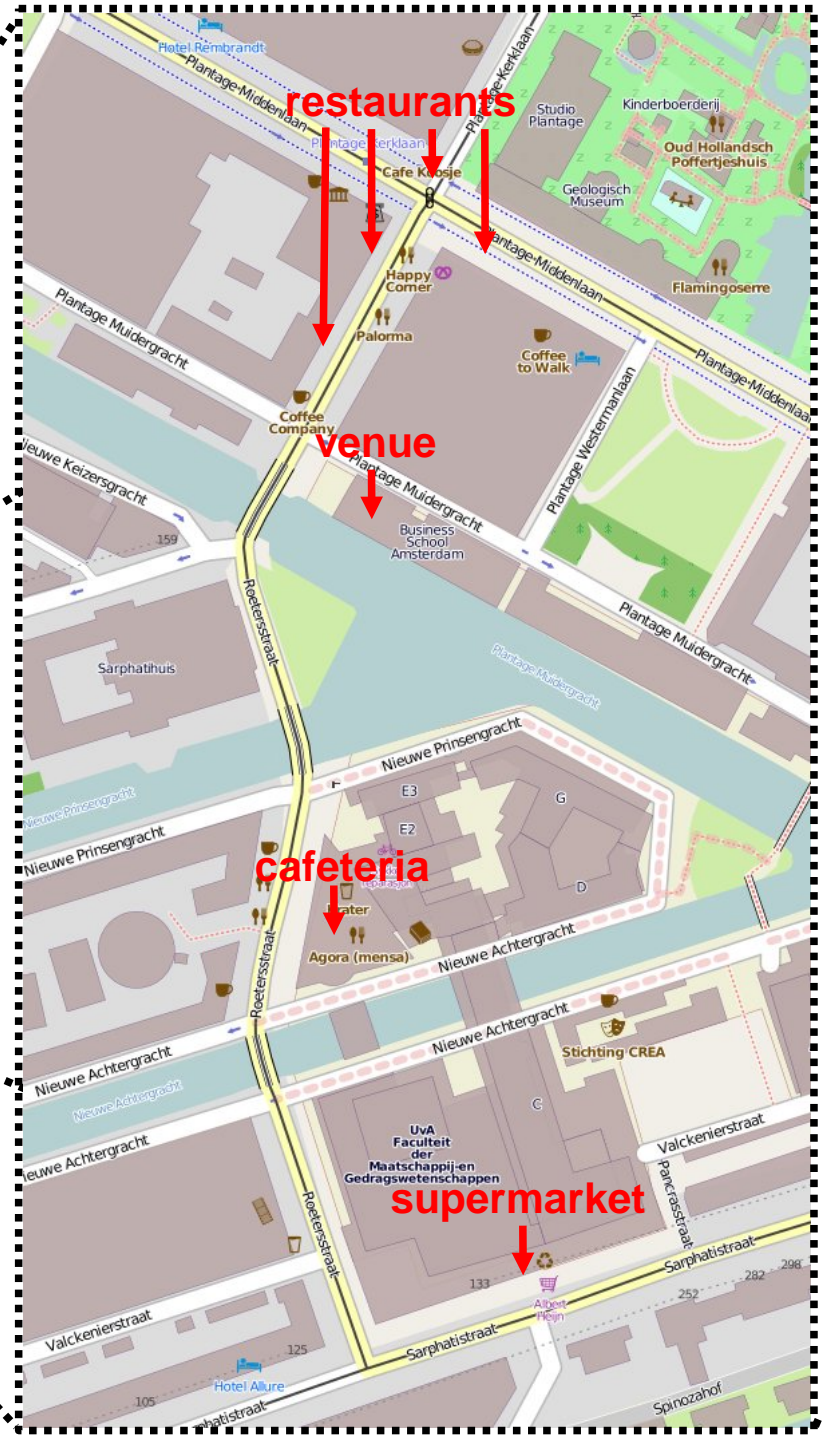 Hotel Rembrandt
Plantage-Middenlaan
Plantage-Kerklaan
restaurants
Studio
Plantage
Kinderboerderij
Oud Hollandsch
Poffertjeshuis
Plantage Kerklaan
Cafe Koosje
Geologisch
Museum
Plantage-Middenlaan
Happy
Corner
Flamingoserre
Plantage Muidergracht
Palorma
Coffee
to Walk
Plantage-Middenlaan
Coffee
Company
Plantage Westermanlaan
venue
Plantage Muidergracht
ieuwe Keizersgracht
Business
School
Amsterdam
159
Roetersstraat
Plantage Muidergracht
Sarphatihuis
Plantage-Muidergracht
Nieuwe Prinsengracht
Nieuwe Prinsengracht
E3
G
E2
Nieuwe Prinsengracht
cafeteria
reparasjon
D
Krater
Agora (mensa)
Nieuwe Achtergracht
Roetersstraat
Nieuwe Achtergracht
Stichting CREA
Nieuwe Achtergracht
Nieuwe Achtergracht
C
UvA
Faculteit
der
Maatschappij-en
Gedragswetenschappen
Valckenierstraat
ieuwe Achtergracht
Pancrasstraat
supermarket
Roetersstraat
Sarphatistraat
298
282
133
252
Albert
Heijn
Valckenierstraat
125
Sarphatistraat
Hotel Allure
105
Spinozahof
phatistraat